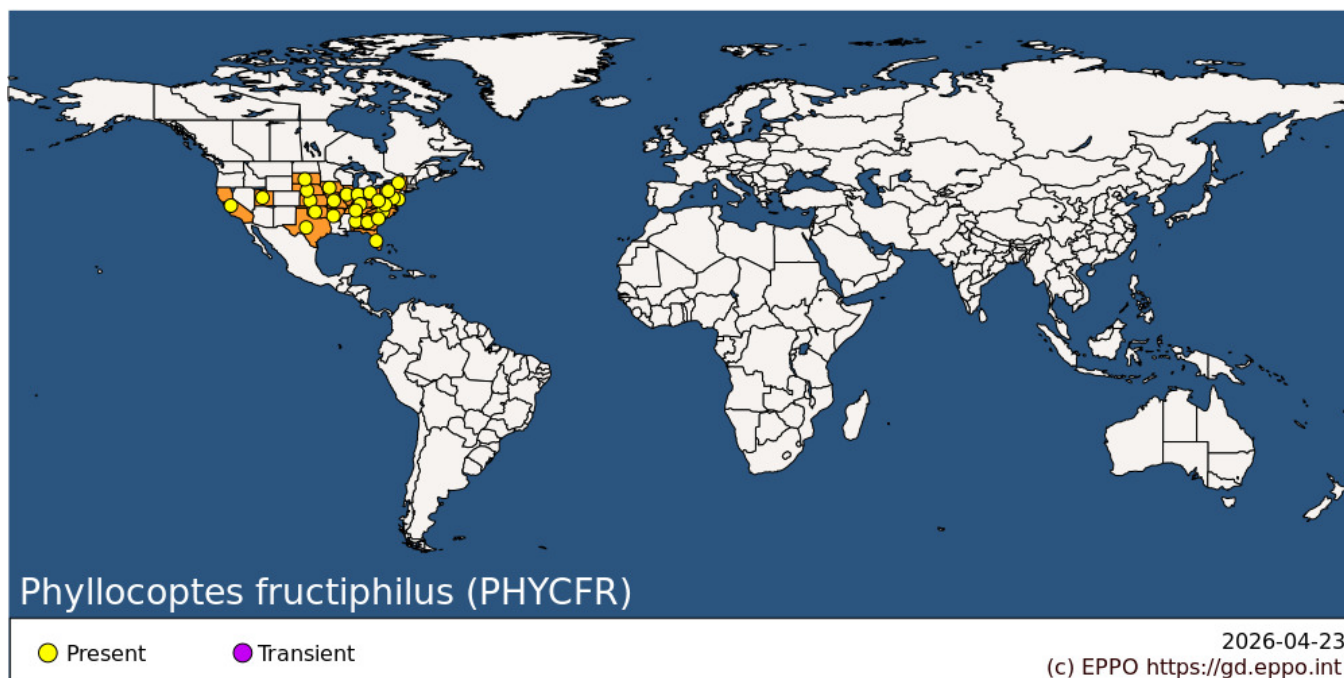 Phyllocoptes fructiphilus (PHYCFR)
Present
Transient
2026-04-23
(c) EPPO https://gd.eppo.int